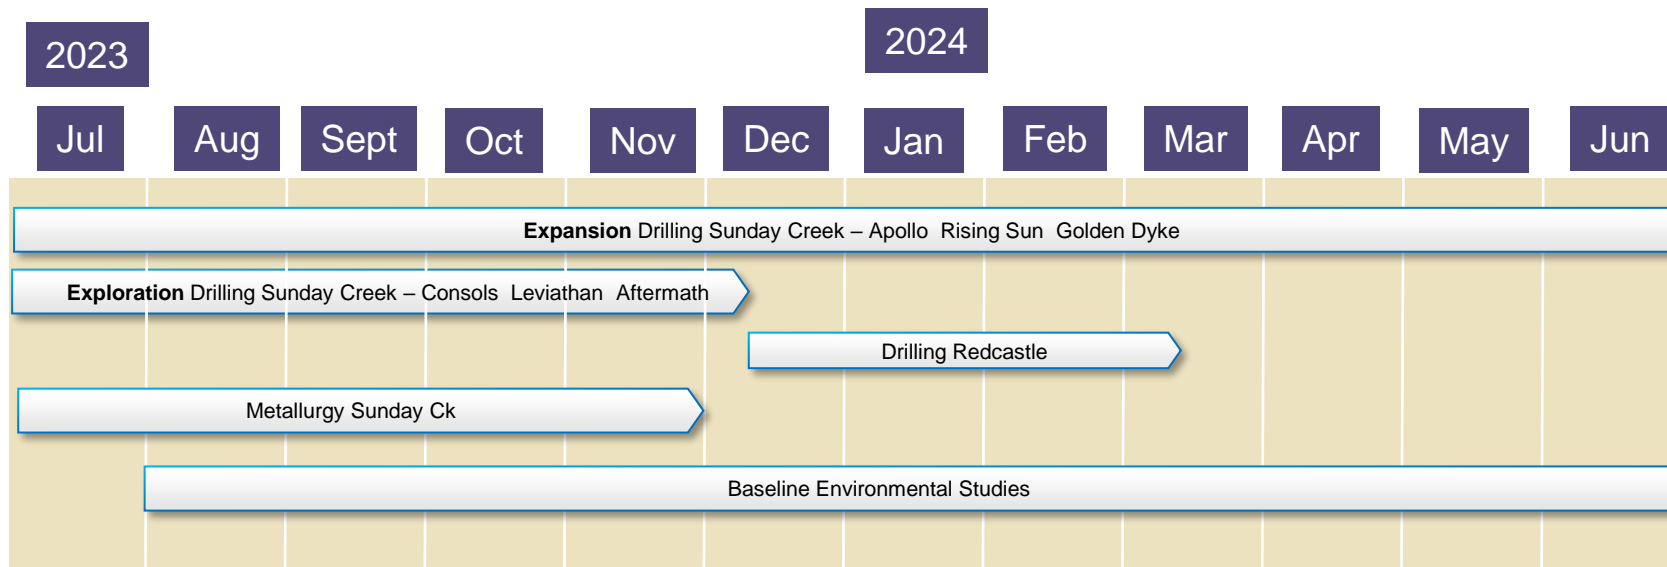 2023
2024
Jul
Aug
Sept
Oct
Nov
Dec
Jan
Feb
Mar
Apr
May
Jun
Expansion Drilling Sunday Creek – Apollo Rising Sun Golden Dyke
Exploration Drilling Sunday Creek – Consols Leviathan Aftermath
Drilling Redcastle
Metallurgy Sunday Ck
Baseline Environmental Studies